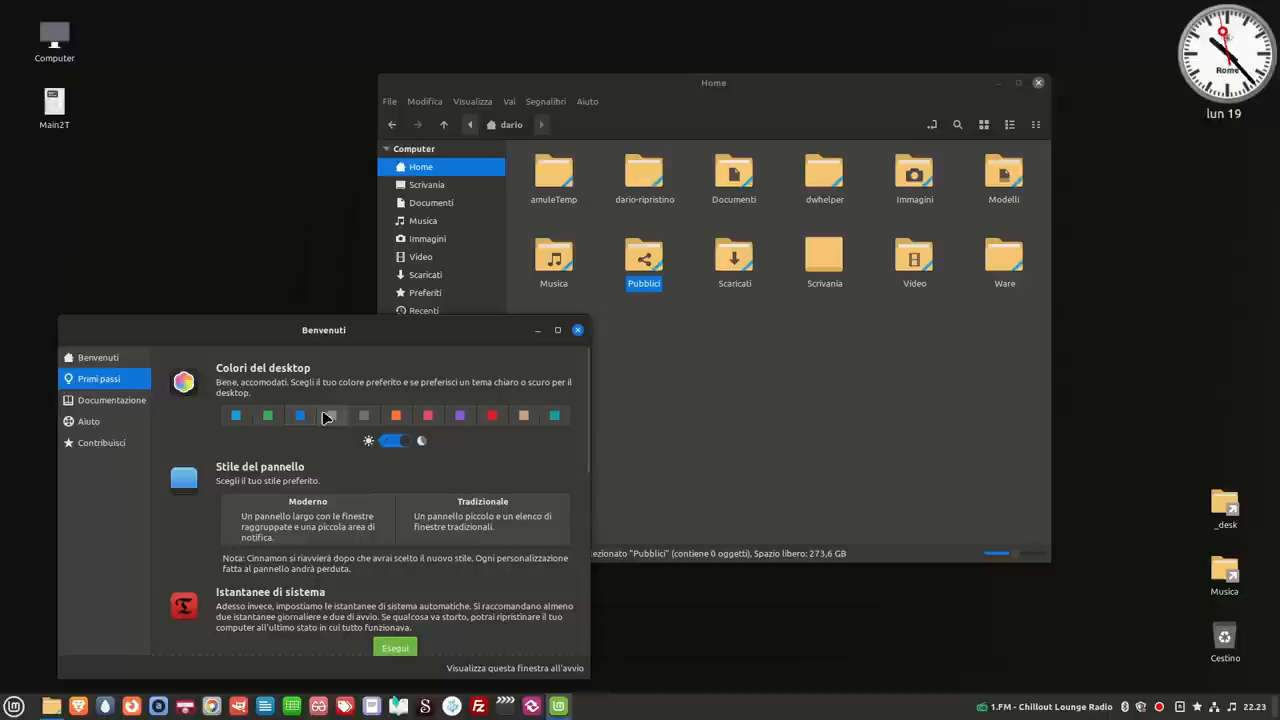 Computer
Main2T
Rome
lun 19
Home
File Modifica Visualizza Vai Segnalibri Aiuto
dario
Computer
Home
Scrivania
Documenti
Musica
Immagini
Video
Scaricati
Preferiti
Recenti
amuleTemp dario-ripristino Documenti dwhelper Immagini Modelli
Musica Pubblici Scaricati Scrivania Video Ware
ezionato "Pubblici" (contiene 0 oggetti), Spazio libero: 273,6 GB
Benvenuti
Benvenuti
Primi passi
Documentazione
Aiuto
Contribuisci
Colori del desktop
Bene, accomodati. Scegli il tuo colore preferito e se preferisci un tema chiaro o scuro per il
desktop.
Stile del pannello
Scegli il tuo stile preferito.
Moderno
Un pannello largo con le finestre
raggruppate e una piccola area di
notifica.
Tradizionale
Un pannello piccolo e un elenco di
finestre tradizionali.
Nota: Cinnamon si riavvierà dopo che avrai scelto il nuovo stile. Ogni personalizzazione
fatta al pannello andrà perduta.
Istantanee di sistema
Adesso invece, impostiamo le istantanee di sistema automatiche. Si raccomandano almeno
due istantanee giornaliere e due di avvio. Se qualcosa va storto, potrai ripristinare il tuo
computer all'ultimo stato in cui tutto funzionava.
Esegui
Visualizza questa finestra all'avvio
_desk
Musica
Cestino
1.FM - Chillout Lounge Radio
22.23